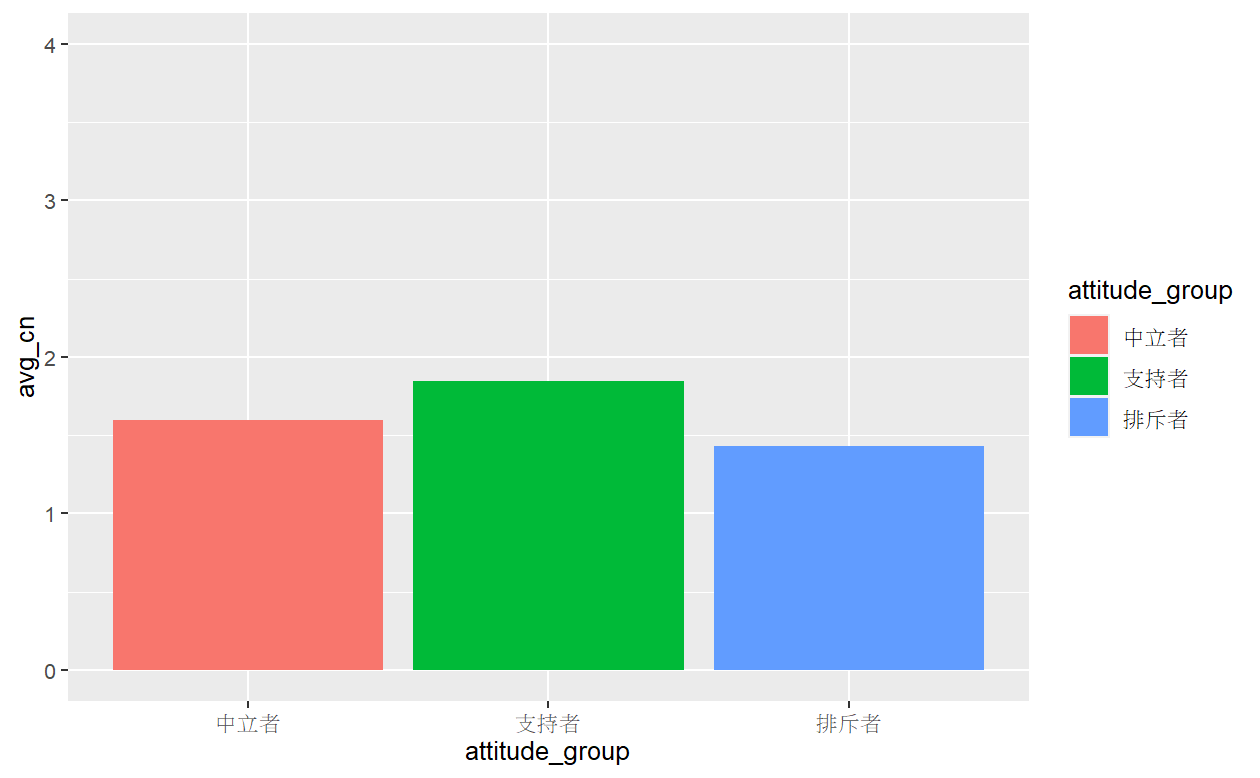 4
3
2
1
0
avg_cn
中立者
支持者
排斥者
attitude_group
attitude_group
中立者
支持者
排斥者